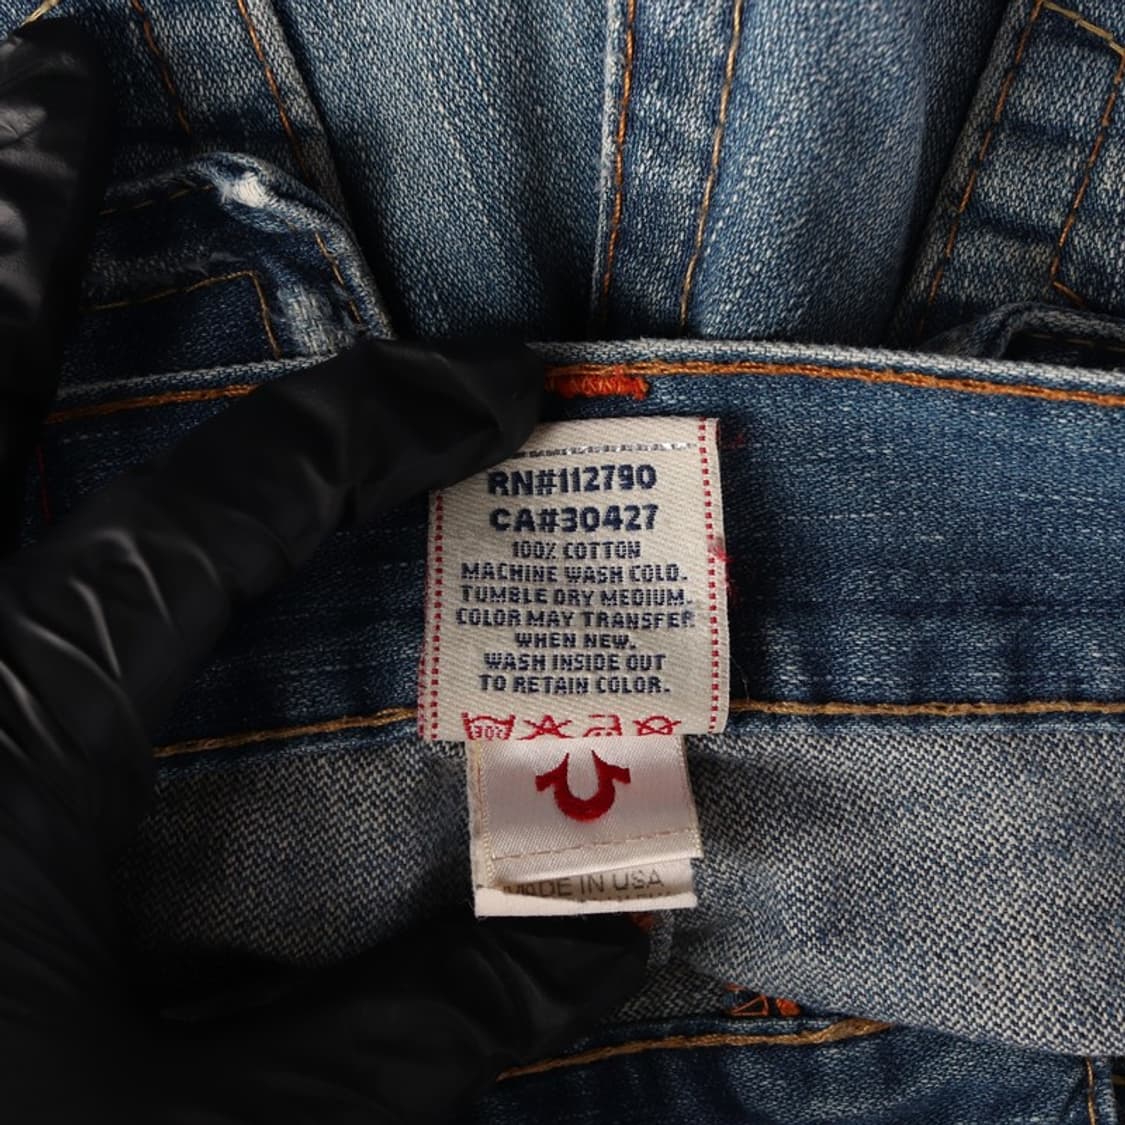 RN#112790
CA#30427
100% COTTON
MACHINE WASH COLD.
TUMBLE DRY MEDIUM.
COLOR MAY TRANSFER
WHEN NEW.
WASH INSIDE OUT
TO RETAIN COLOR.
30°
MADE IN USA